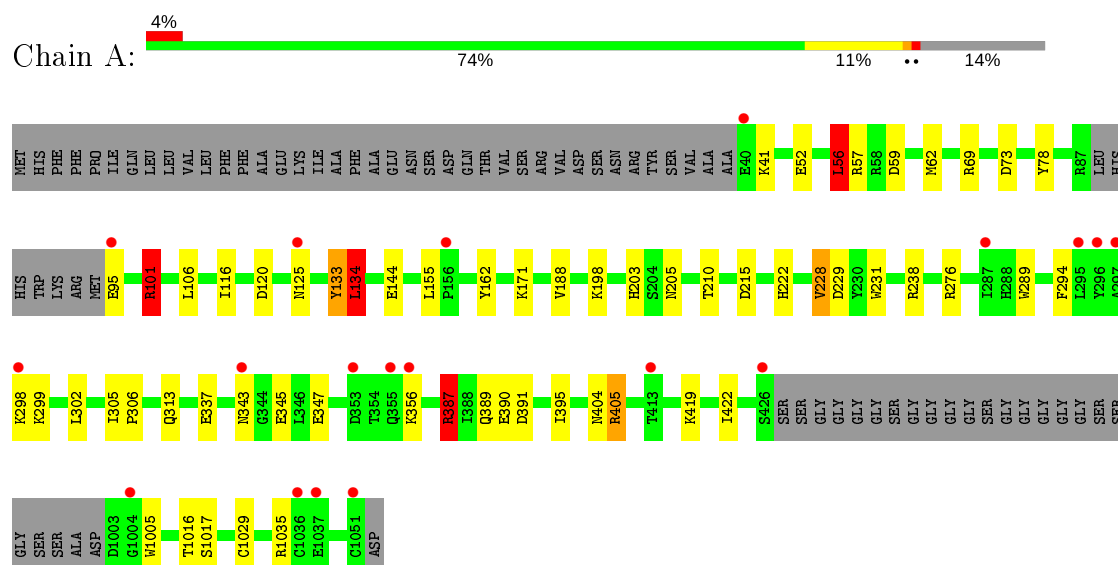 4%
Chain A:
74% 11% •• 14%
MET HIS PHE PHE PRO ILE GLN LEU LEU VAL LEU PHE PHE ALA GLU LYS ILE ALA PHE ALA GLU ASN SER ASP GLN THR VAL SER ARG VAL ASP SER ASN ARG TYR SER VAL ALA ALA E40 K41 E52 L56 R57 R58 D59 M62 R69 D73 Y78 R87 LEU HIS
HIS TRP LYS ARG MET E95 R101 L106 I116 D120 N125 Y133 L134 E144 L155 P156 Y162 K171 V188 K198 H203 S204 N205 T210 D215 H222 V228 D229 Y230 W231 R238 R276 I287 H288 W289 F294 L295 Y296 A297
K298 K299 L302 I305 P306 Q313 E337 N343 G344 E345 L346 E347 D353 T354 Q355 K356 R387 I388 Q389 E390 D391 I395 N404 R405 T413 K419 I422 S426 SER SER GLY GLY GLY SER GLY GLY GLY GLY SER GLY GLY GLY GLY GLY SER SER
GLY SER SER ALA ASP D1003 G1004 W1005 T1016 S1017 C1029 R1035 C1036 E1037 C1051 ASP